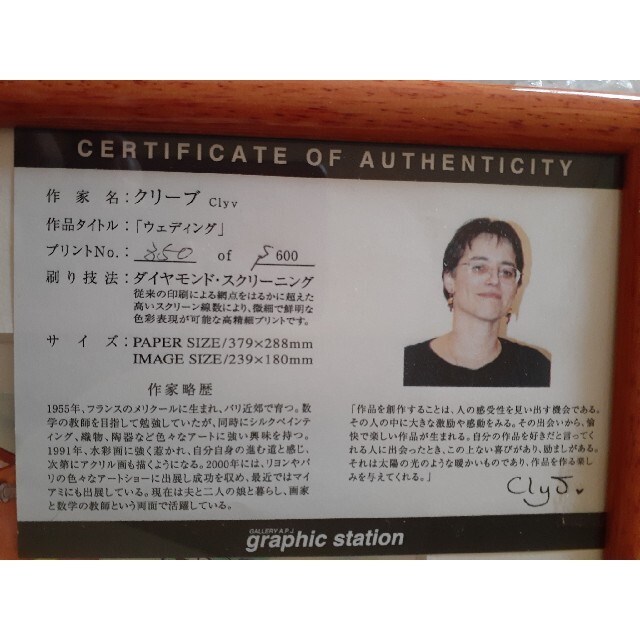 CERTIFICATE OF AUTHENTICITY
作家名：クリーブ Clyv
作品タイトル：「ウェディング」
プリントNo.： 350 of S 600
刷り技法：ダイヤモンド・スクリーニング
従来の印刷による網点をはるかに超えた
高いスクリーン線数により、微細で鮮明な
色彩表現が可能な高精細プリントです。
サイズ：PAPER SIZE/379×288mm
IMAGE SIZE/239×180mm
作家略歴
1955年、フランスのメリクールに生まれ、パリ近郊で育つ。数
学の教師を目指して勉強していたが、同時にシルクペインテ
ィング、織物、陶器など色々なアートに強い興味を持つ。
1991年、水彩画に強く惹かれ、自分自身の進む道と感じ、
次第にアクリル画も描くようになる。2000年には、リヨンやパ
リの色々なアートショーに出展し成功を収め、最近ではマイ
アミにも出展している。現在は夫と二人の娘と暮らし、画家
と数学の教師という両面で活躍している。
「作品を創作することは、人の感受性を見い出す機会である。
その人の中に大きな激励や感動をみる。その出会いから、愉
快で楽しい作品が生まれる。自分の作品を好きだと言ってく
れる人に出会ったとき、この上ない喜びがあり、励ましがある。
それは太陽の光のような暖かいものであり、作品を作る楽し
みを与えてくれる。」
Clyv.
GALLERY A.P.J
graphic station